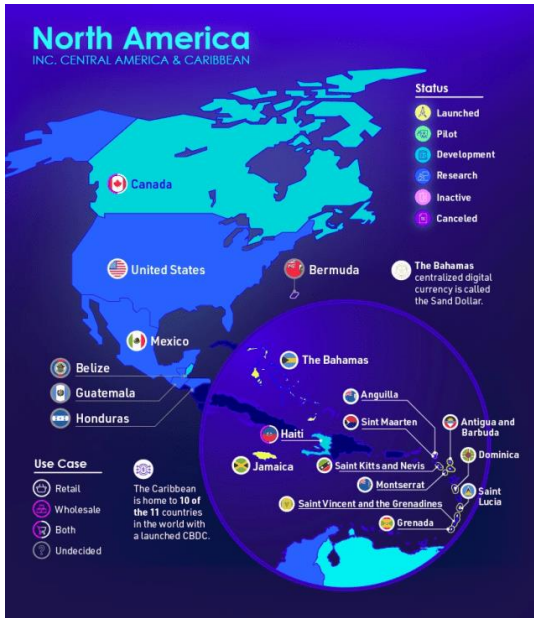 North America
INC. CENTRAL AMERICA & CARIBBEAN
Status
Launched
Pilot
Development
Research
Inactive
Canceled
Canada
United States
Bermuda
The Bahamas
centralized digital
currency is called
the Sand Dollar.
Mexico
Belize
Guatemala
Honduras
The Bahamas
Anguilla
Sint Maarten
Antigua and
Barbuda
Haiti
Dominica
Jamaica
Saint Kitts and Nevis
Montserrat
Saint
Lucia
Saint Vincent and the Grenadines
Grenada
Use Case
Retail
Wholesale
Both
Undecided
The Caribbean
is home to 10 of
the 11 countries
in the world with
a launched CBDC.